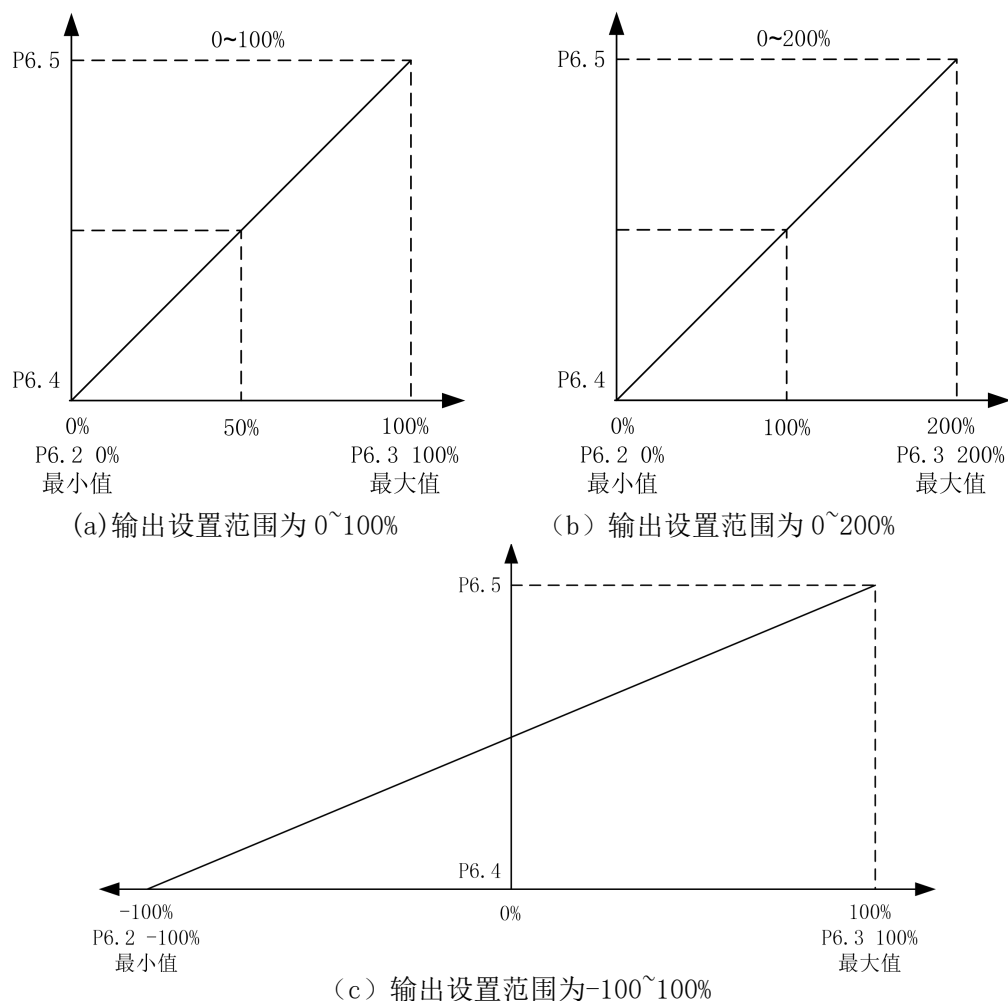 0~100%
P6.5
P6.4
0%
50%
100%
P6.2 0%
P6.3 100%
最小值
最大值
(a)输出设置范围为 0~100%
0~200%
P6.5
P6.4
0%
100%
200%
P6.2 0%
P6.3 200%
最小值
最大值
（b）输出设置范围为 0~200%
P6.5
P6.4
-100%
0%
100%
P6.2 -100%
P6.3 100%
最小值
最大值
（c）输出设置范围为-100~100%